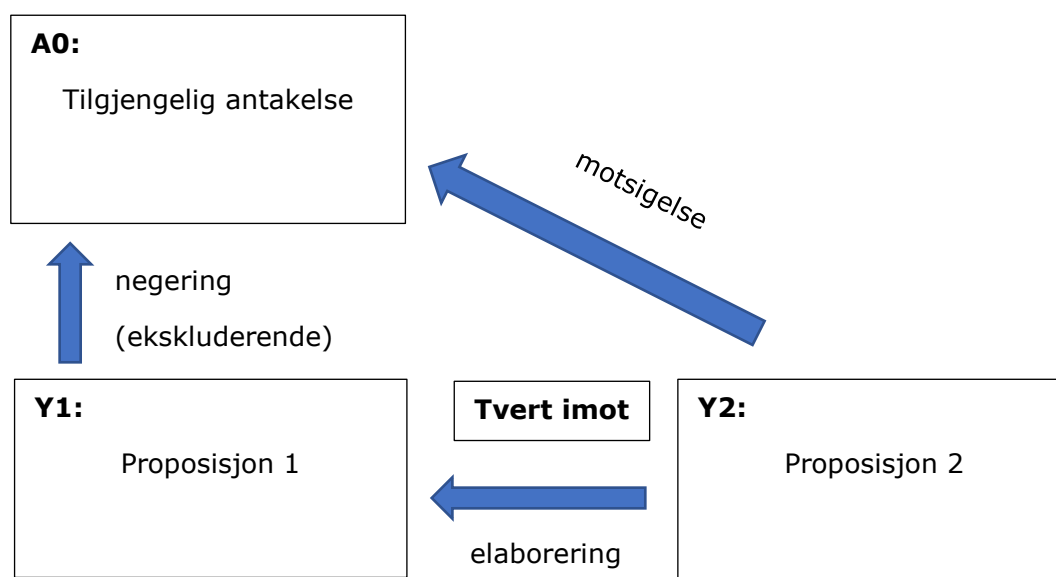 A0:
Tilgjengelig antakelse
motsigelse
negering
(ekskluderende)
Y1:
Proposisjon 1
Tvert imot
Y2:
Proposisjon 2
elaborering